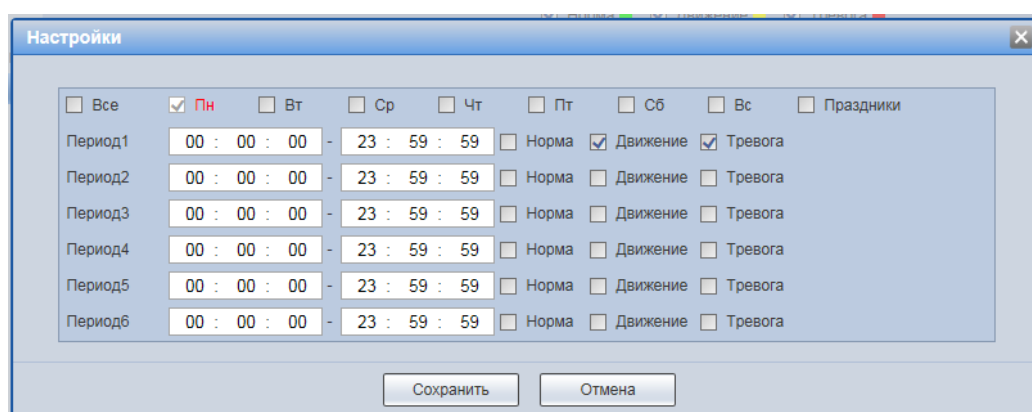 Норма Движение Тревога
Настройки
Все Пн Вт Ср Чт Пт Сб Вс Праздники
Период1 00 : 00 : 00 - 23 : 59 : 59 Норма Движение Тревога
Период2 00 : 00 : 00 - 23 : 59 : 59 Норма Движение Тревога
Период3 00 : 00 : 00 - 23 : 59 : 59 Норма Движение Тревога
Период4 00 : 00 : 00 - 23 : 59 : 59 Норма Движение Тревога
Период5 00 : 00 : 00 - 23 : 59 : 59 Норма Движение Тревога
Период6 00 : 00 : 00 - 23 : 59 : 59 Норма Движение Тревога
Сохранить Отмена